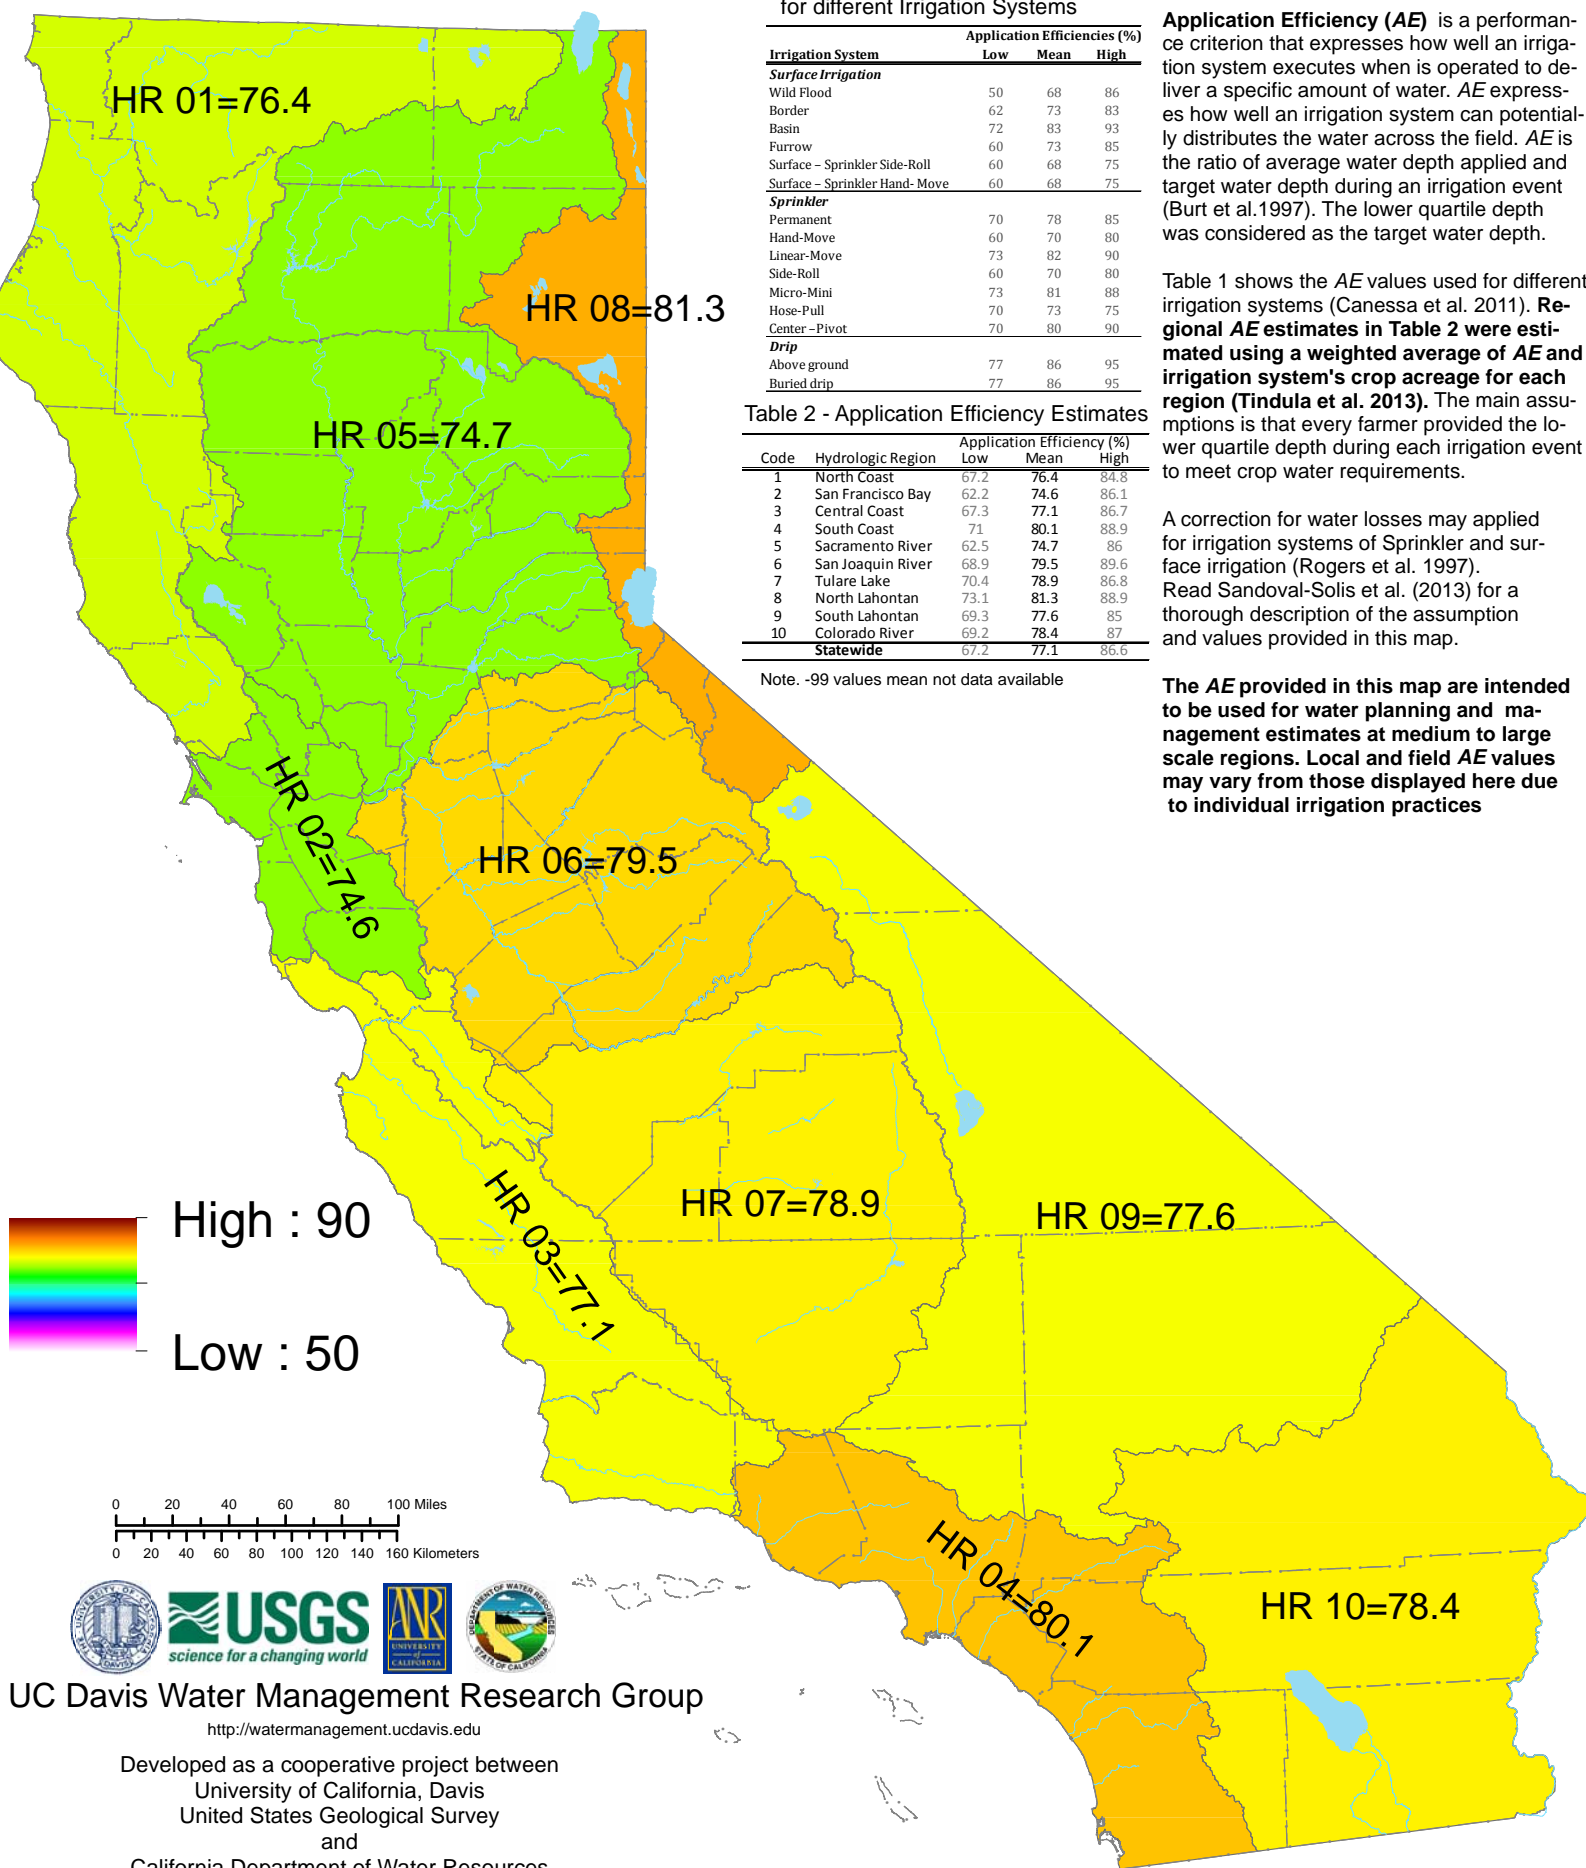 for different Irrigation Systems
Application Efficiencies (%)
Irrigation System Low Mean High
Surface Irrigation
Wild Flood 50 68 86
Border 62 73 83
Basin 72 83 93
Furrow 60 73 85
Surface – Sprinkler Side-Roll 60 68 75
Surface – Sprinkler Hand- Move 60 68 75
Sprinkler
Permanent 70 78 85
Hand-Move 60 70 80
Linear-Move 73 82 90
Side-Roll 60 70 80
Micro-Mini 73 81 88
Hose-Pull 70 73 75
Center – Pivot 70 80 90
Drip
Above ground 77 86 95
Buried drip 77 86 95
Table 2 - Application Efficiency Estimates
Application Efficiency (%)
Code Hydrologic Region Low Mean High
1 North Coast 67.2 76.4 84.8
2 San Francisco Bay 62.2 74.6 86.1
3 Central Coast 67.3 77.1 86.7
4 South Coast 71 80.1 88.9
5 Sacramento River 62.5 74.7 86
6 San Joaquin River 68.9 79.5 89.6
7 Tulare Lake 70.4 78.9 86.8
8 North Lahontan 73.1 81.3 88.9
9 South Lahontan 69.3 77.6 85
10 Colorado River 69.2 78.4 87
Statewide 67.2 77.1 86.6
Note. -99 values mean not data available
Application Efficiency (AE) is a performan-
ce criterion that expresses how well an irriga-
tion system executes when is operated to de-
liver a specific amount of water. AE express-
es how well an irrigation system can potential-
ly distributes the water across the field. AE is
the ratio of average water depth applied and
target water depth during an irrigation event
(Burt et al.1997). The lower quartile depth
was considered as the target water depth.
Table 1 shows the AE values used for different
irrigation systems (Canessa et al. 2011). Re-
gional AE estimates in Table 2 were esti-
mated using a weighted average of AE and
irrigation system's crop acreage for each
region (Tindula et al. 2013). The main assu-
mptions is that every farmer provided the lo-
wer quartile depth during each irrigation event
to meet crop water requirements.
A correction for water losses may applied
for irrigation systems of Sprinkler and sur-
face irrigation (Rogers et al. 1997).
Read Sandoval-Solis et al. (2013) for a
thorough description of the assumption
and values provided in this map.
The AE provided in this map are intended
to be used for water planning and ma-
nagement estimates at medium to large
scale regions. Local and field AE values
may vary from those displayed here due
to individual irrigation practices
HR 01=76.4
HR 08=81.3
HR 05=74.7
HR 02=74.6
HR 06=79.5
HR 03=77.1
HR 07=78.9
HR 09=77.6
HR 04=80.1
HR 10=78.4
High : 90
Low : 50
0 20 40 60 80 100 Miles
0 20 40 60 80 100 120 140 160 Kilometers
USGS
science for a changing world
ANR
UNIVERSITY
of
CALIFORNIA
DEPARTMENT OF WATER RESOURCES
STATE OF CALIFORNIA
THE UNIVERSITY OF CALIFORNIA
DAVIS
UC Davis Water Management Research Group
http://watermanagement.ucdavis.edu
Developed as a cooperative project between
University of California, Davis
United States Geological Survey
and
California Department of Water Resources